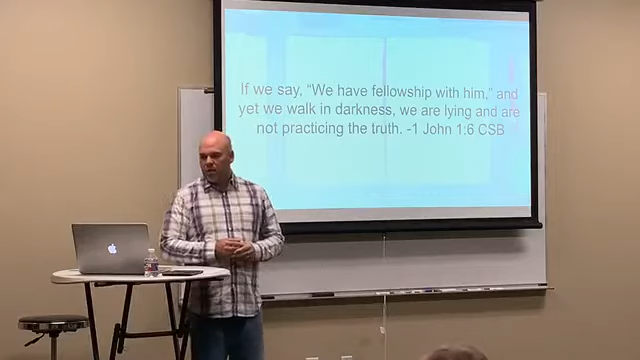 If we say, “We have fellowship with him,” and
yet we walk in darkness, we are lying and are
not practicing the truth. -1 John 1:6 CSB